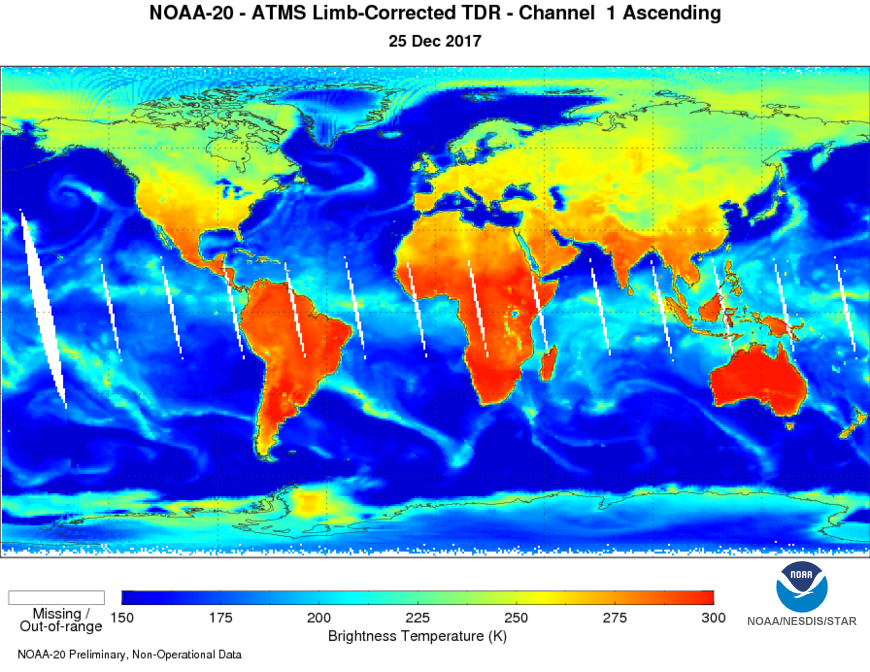 NOAA-20 - ATMS Limb-Corrected TDR - Channel  1 Ascending
25 Dec 2017
Missing /
Out-of-range
150 175 200 225 250 275 300
Brightness Temperature (K)
NOAA
NOAA/NESDIS/STAR
NOAA-20 Preliminary, Non-Operational Data